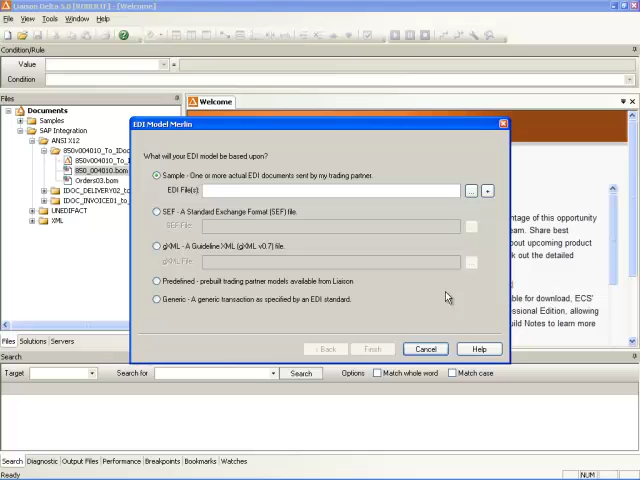 Liaison Delta 5.0 [ROBERTE] - [Welcome]
File View Tools Window Help
Condition/Rule
Value =
Condition
Files
Documents
Samples
SAP Integration
ANSI X12
850v004010_To_IDo
850v004010_To_I
850_004010.bom
Orders03.bom
IDOC_DELIVERY02_t
IDOC_INVOICE01_to
UNEDIFACT
XML
Files Solutions Servers
Welcome
ntage of this opportunity
r team. Share best
bout upcoming product
ck out the detailed
ble for download, ECS'
ofessional Edition, allowing
uild Notes to learn more
EDI Model Merlin
What will your EDI model be based upon?
Sample - One or more actual EDI documents sent by my trading partner.
EDI File(s): ... +
SEF - A Standard Exchange Format (SEF) file.
SEF File: ...
gXML - A Guideline XML (gXML v0.7) file.
gXML File: ...
Predefined - prebuilt trading partner models available from Liaison
Generic - A generic transaction as specified by an EDI standard.
< Back Finish Cancel Help
Search
Target Search for Search Options Match whole word Match case
Search Diagnostic Output Files Performance Breakpoints Bookmarks Watches
Ready NUM